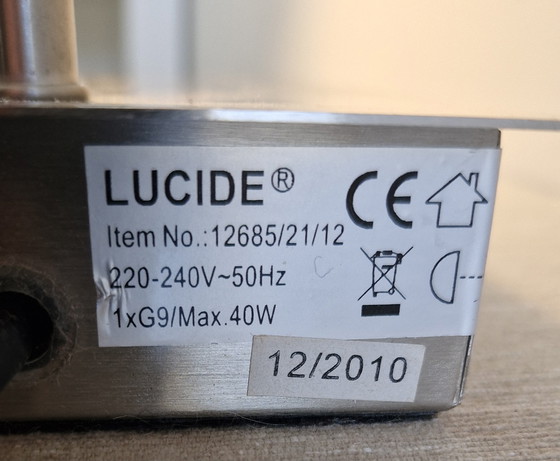 LUCIDE®
CE
Item No.:12685/21/12
220-240V~50Hz
1xG9/Max.40W
12/2010